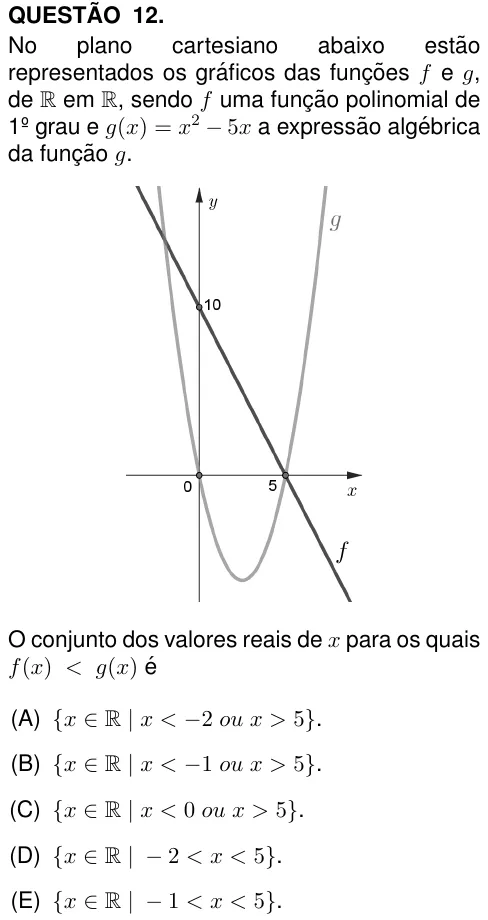 QUESTÃO 12.
No plano cartesiano abaixo estão
representados os gráficos das funções f e g,
de ℝ em ℝ, sendo f uma função polinomial de
1º grau e g(x) = x² − 5x a expressão algébrica
da função g.
y
g
10
0
5
x
f
O conjunto dos valores reais de x para os quais
f(x) < g(x) é
(A) {x ∈ ℝ | x < −2 ou x > 5}.
(B) {x ∈ ℝ | x < −1 ou x > 5}.
(C) {x ∈ ℝ | x < 0 ou x > 5}.
(D) {x ∈ ℝ | − 2 < x < 5}.
(E) {x ∈ ℝ | − 1 < x < 5}.